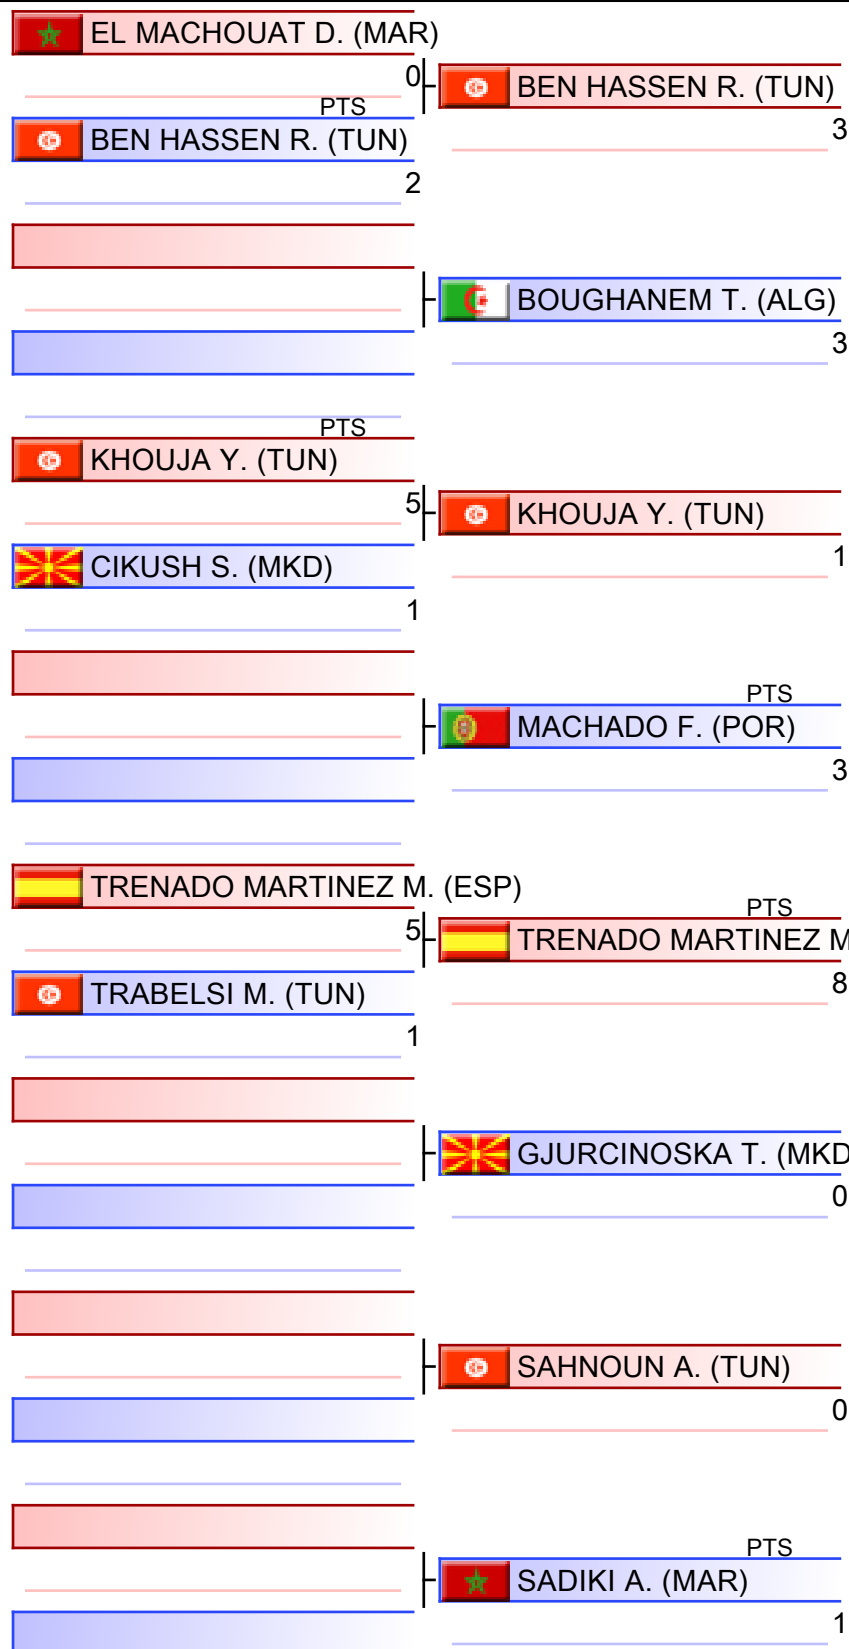 EL MACHOUAT D. (MAR)
0
BEN HASSEN R. (TUN)
3
PTS
BEN HASSEN R. (TUN)
2
BOUGHANEM T. (ALG)
3
PTS
KHOUJA Y. (TUN)
5
KHOUJA Y. (TUN)
1
CIKUSH S. (MKD)
1
PTS
MACHADO F. (POR)
3
TRENADO MARTINEZ M. (ESP)
5
PTS
TRENADO MARTINEZ M
8
TRABELSI M. (TUN)
1
GJURCINOSKA T. (MKD
0
SAHNOUN A. (TUN)
0
PTS
SADIKI A. (MAR)
1